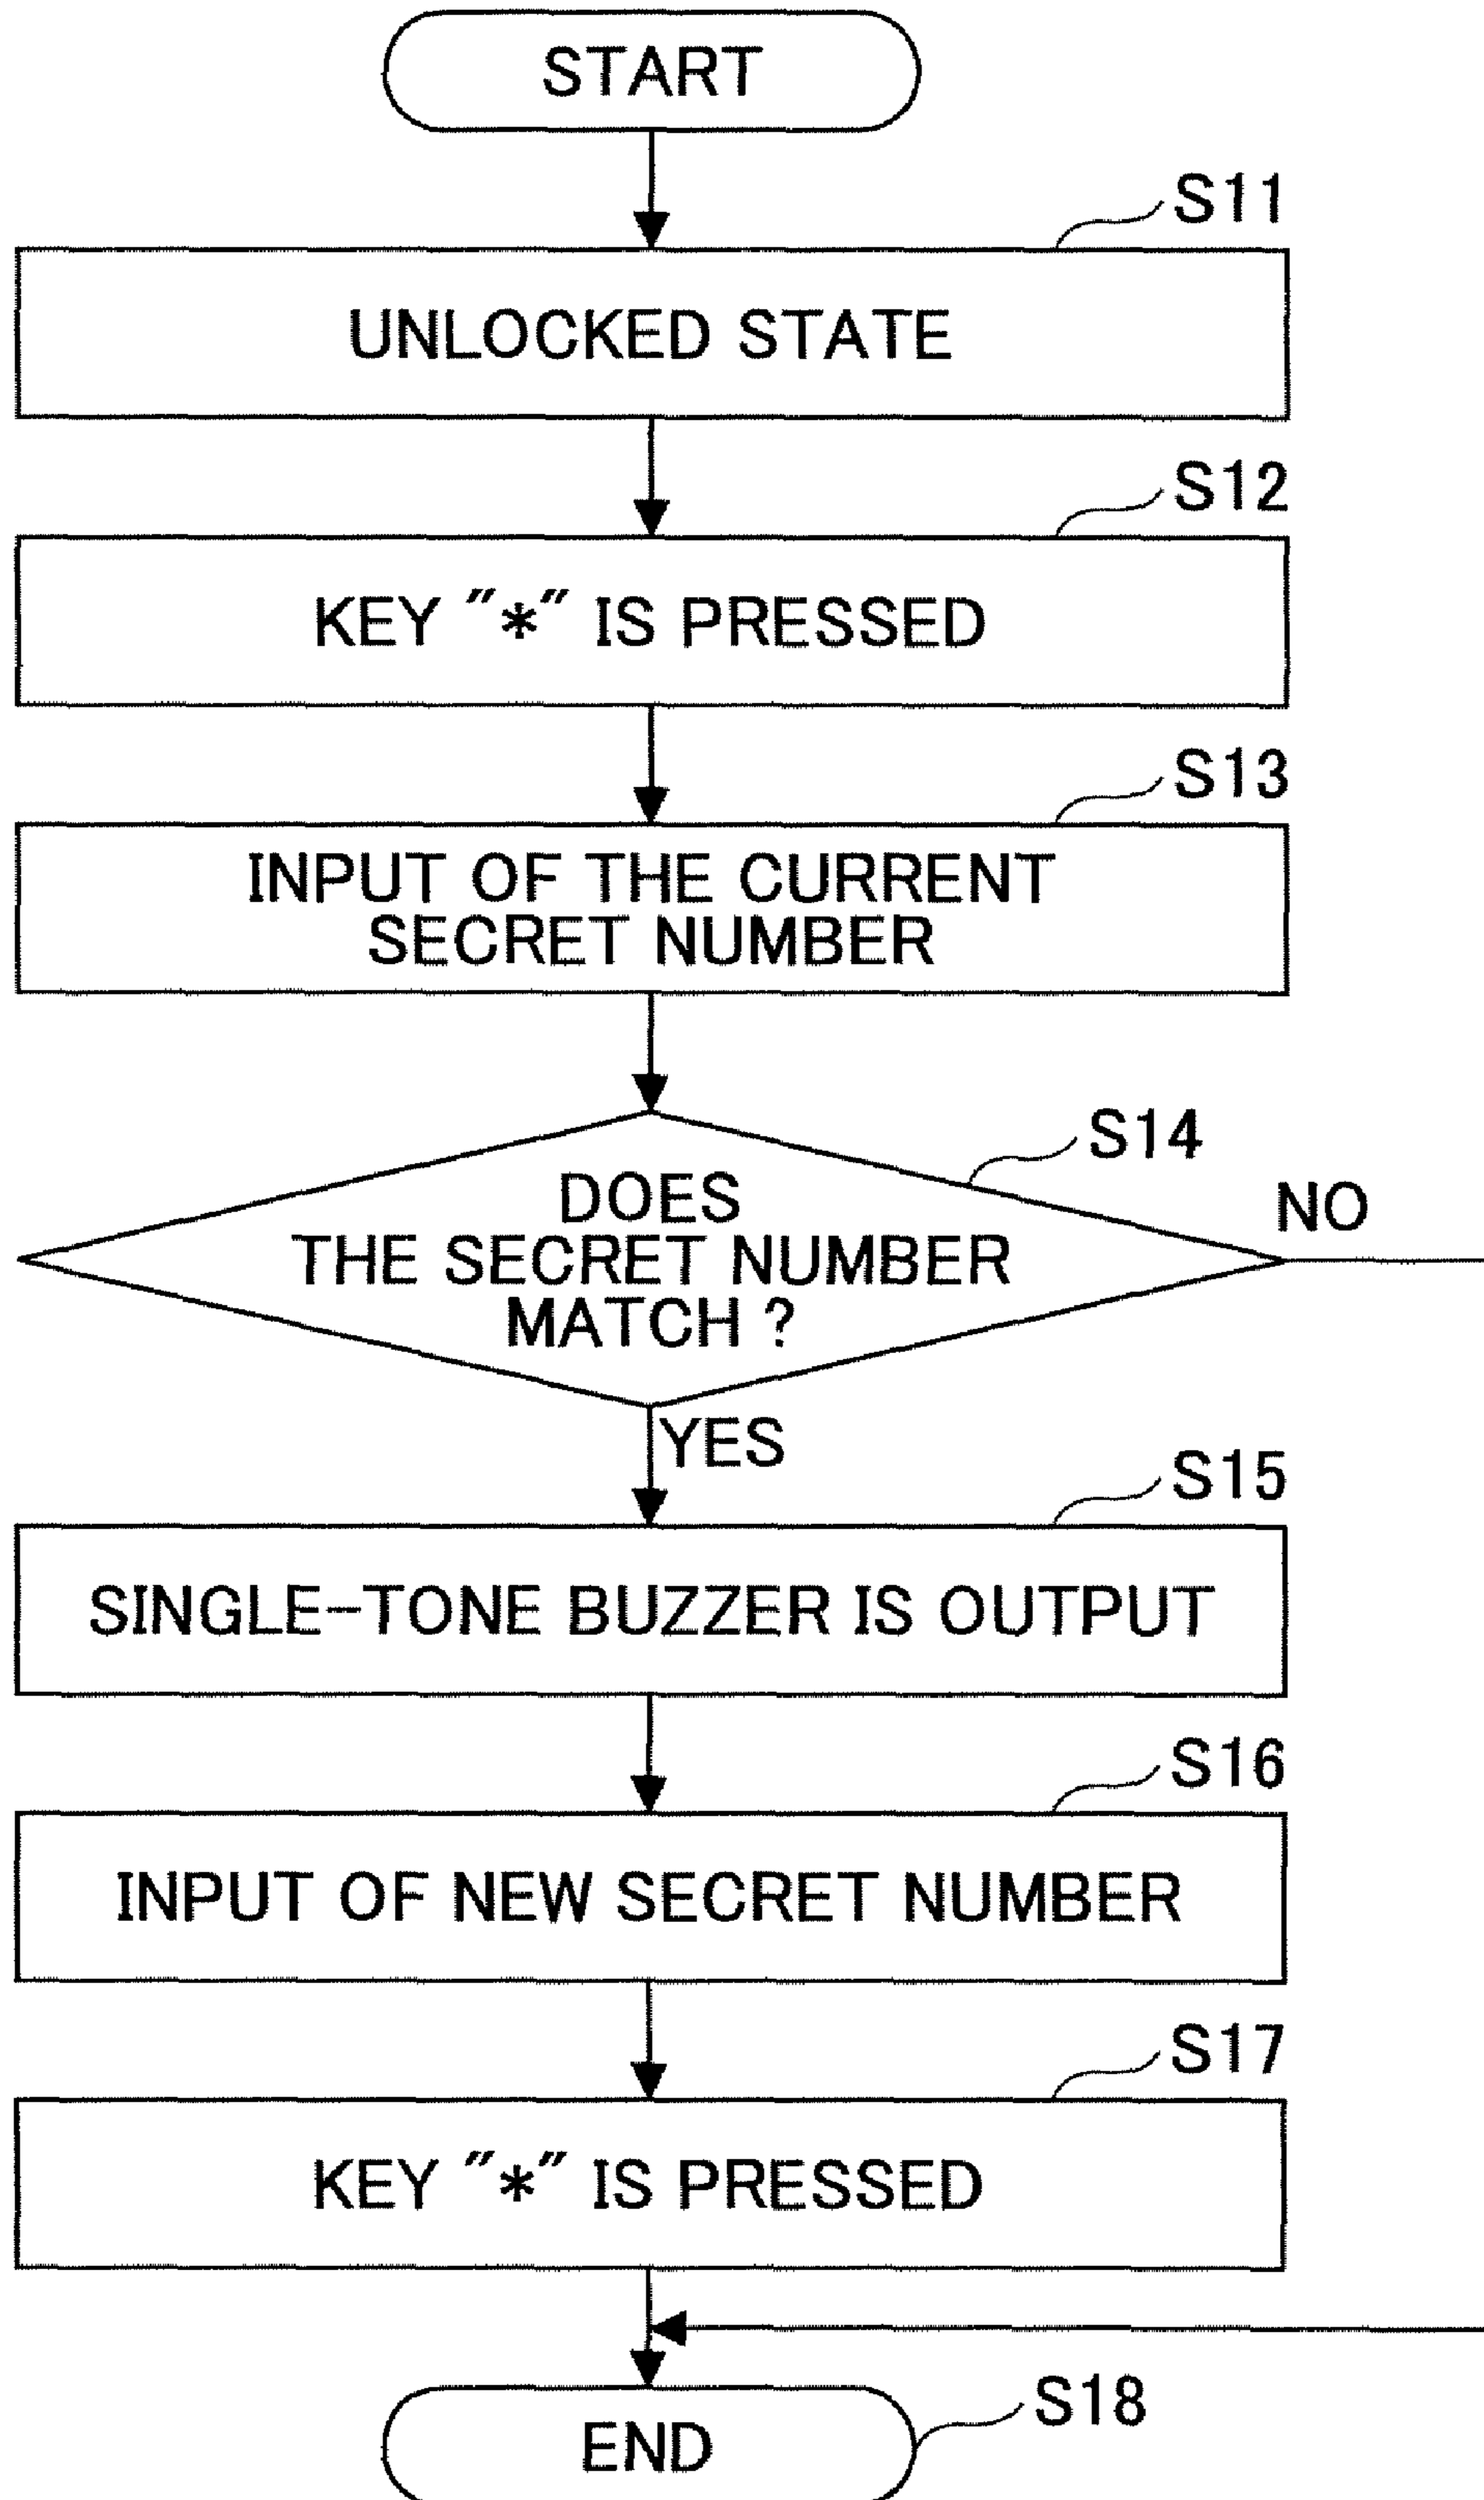 START
S11
UNLOCKED STATE
S12
KEY "*" IS PRESSED
S13
INPUT OF THE CURRENT
SECRET NUMBER
S14
DOES
THE SECRET NUMBER
MATCH ?
NO
YES
S15
SINGLE-TONE BUZZER IS OUTPUT
S16
INPUT OF NEW SECRET NUMBER
S17
KEY "*" IS PRESSED
S18
END